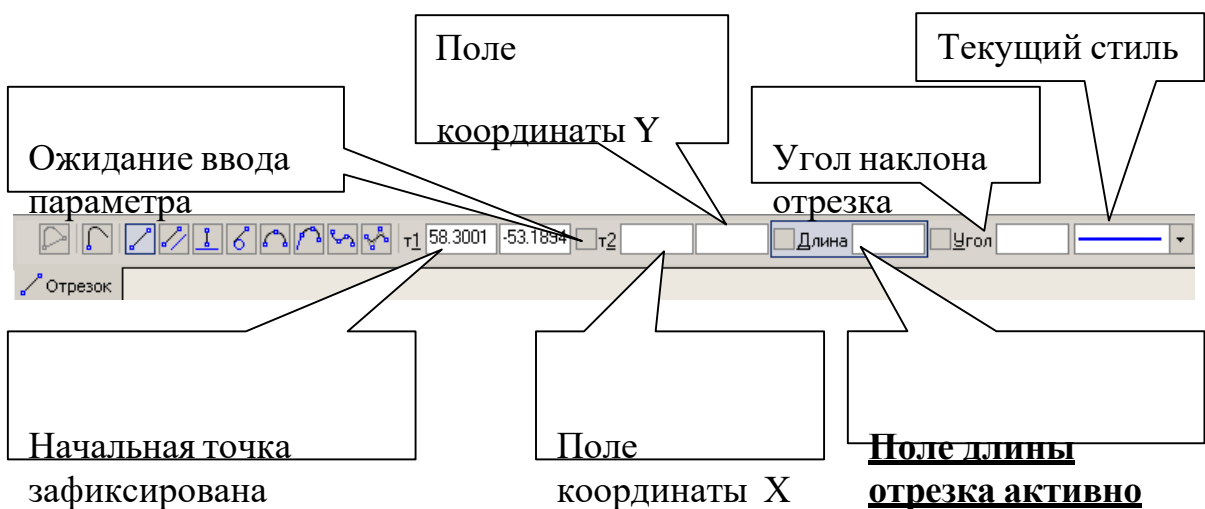 Поле
координаты Y
Текущий стиль
Ожидание ввода
параметра
Угол наклона
отрезка
т1 58.3001 -53.1894 т2 Длина Угол
Отрезок
Начальная точка
зафиксирована
Поле
координаты X
Поле длины
отрезка активно